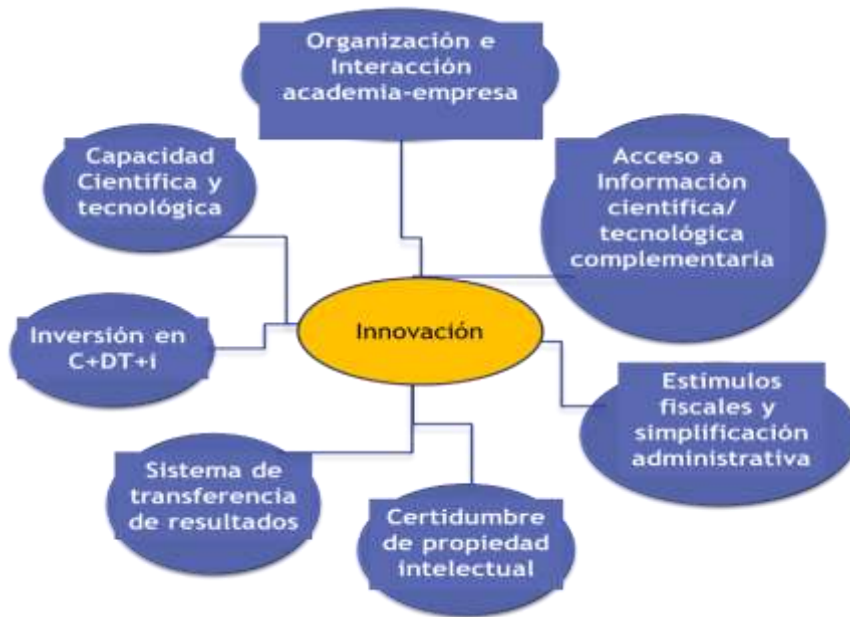 Organización e
Interacción
academia-empresa
Capacidad
Científica y
tecnológica
Acceso a
Información
científica/
tecnológica
complementaria
Innovación
Inversión en
C+DT+i
Estímulos
fiscales y
simplificación
administrativa
Sistema de
transferencia
de resultados
Certidumbre
de propiedad
intelectual